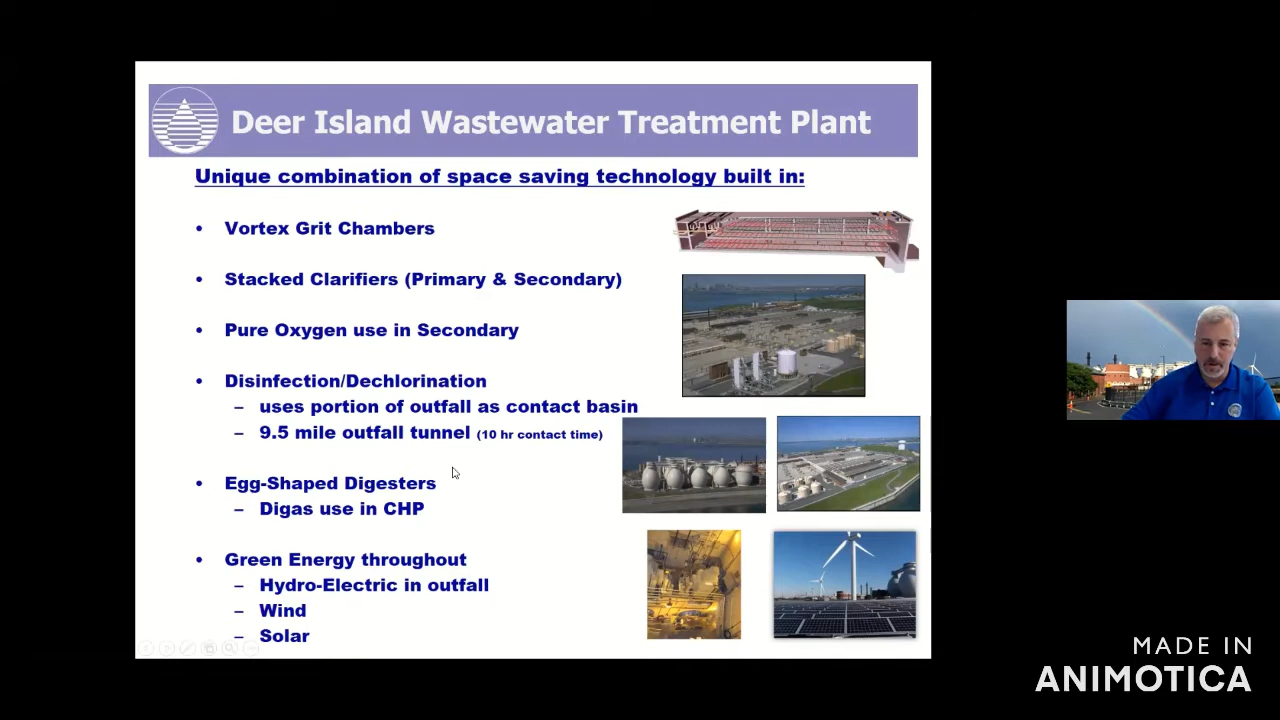 Deer Island Wastewater Treatment Plant
Unique combination of space saving technology built in:
• Vortex Grit Chambers
• Stacked Clarifiers (Primary & Secondary)
• Pure Oxygen use in Secondary
• Disinfection/Dechlorination
– uses portion of outfall as contact basin
– 9.5 mile outfall tunnel (10 hr contact time)
• Egg-Shaped Digesters
– Digas use in CHP
• Green Energy throughout
– Hydro-Electric in outfall
– Wind
– Solar
MADE IN
ANIMOTICA